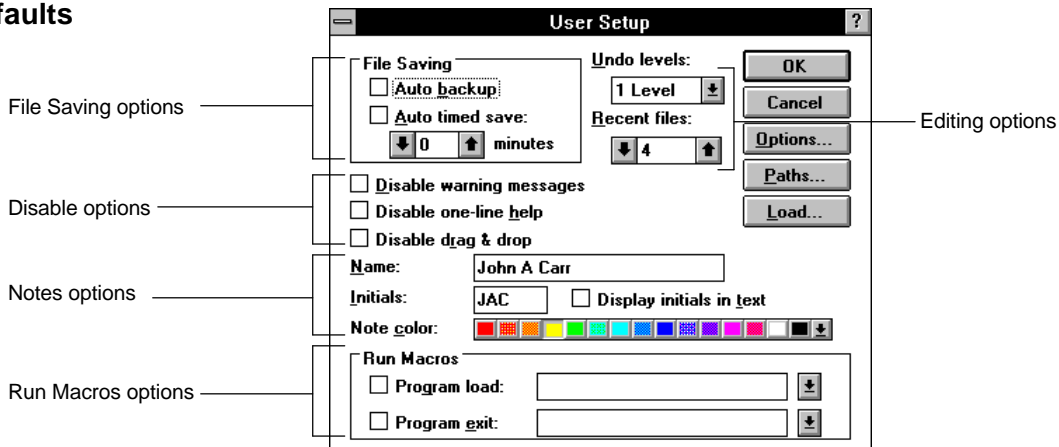 faults
User Setup ?
File Saving
Auto backup
Auto timed save:
0 minutes
Undo levels:
1 Level
Recent files:
4
OK
Cancel
Options...
Paths...
Load...
Disable warning messages
Disable one-line help
Disable drag & drop
Name: John A Carr
Initials: JAC Display initials in text
Note color:
Run Macros
Program load:
Program exit:
File Saving options
Disable options
Notes options
Run Macros options
Editing options